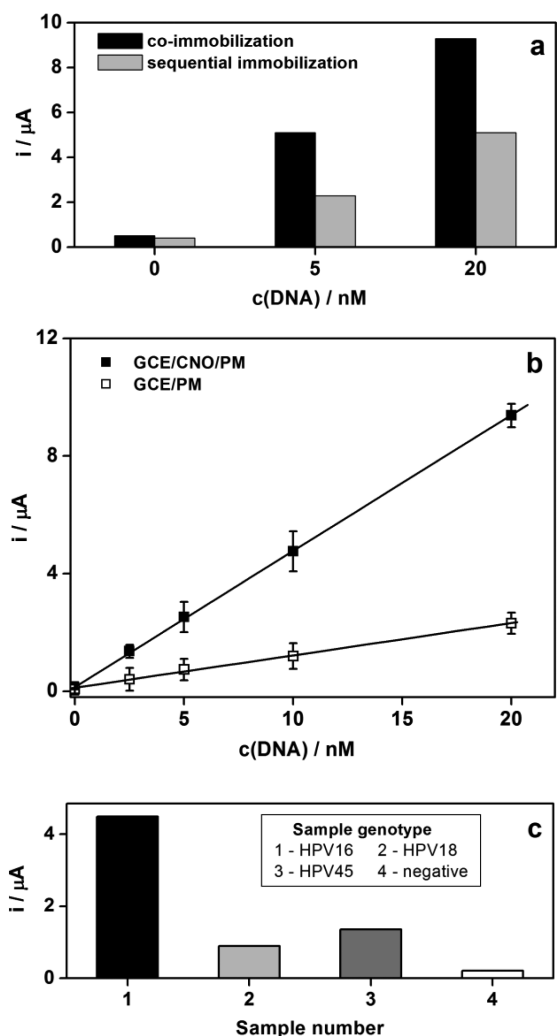 a
co-immobilization
sequential immobilization
10
8
6
4
2
0
i / µA
0 5 20
c(DNA) / nM
b
GCE/CNO/PM
GCE/PM
12
8
4
0
i / µA
0 5 10 15 20
c(DNA) / nM
c
Sample genotype
1 - HPV16 2 - HPV18
3 - HPV45 4 - negative
4
2
0
i / µA
1 2 3 4
Sample number